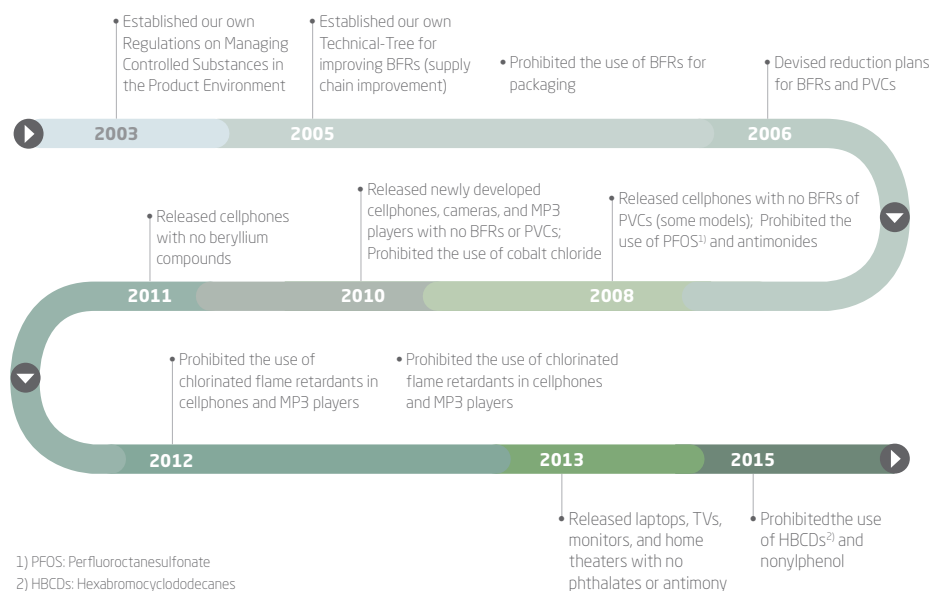 • Established our own
Regulations on Managing
Controlled Substances in
the Product Environment
• Established our own
Technical-Tree for
improving BFRs (supply
chain improvement)
• Prohibited the use of BFRs for
packaging
• Devised reduction plans
for BFRs and PVCs
2003
2005
2006
• Released cellphones with no BFRs of
PVCs (some models); Prohibited the
use of PFOS1) and antimonides
• Released newly developed
cellphones, cameras, and MP3
players with no BFRs or PVCs;
Prohibited the use of cobalt chloride
• Released cellphones
with no beryllium
compounds
2011
2010
2008
• Prohibited the use of
chlorinated flame retardants in
cellphones and MP3 players
• Prohibited the use of chlorinated
flame retardants in cellphones
and MP3 players
2012
2013
2015
• Released laptops, TVs,
monitors, and home
theaters with no
phthalates or antimony
• Prohibitedthe use
of HBCDs2) and
nonylphenol
1) PFOS: Perfluoroctanesulfonate
2) HBCDs: Hexabromocyclododecanes